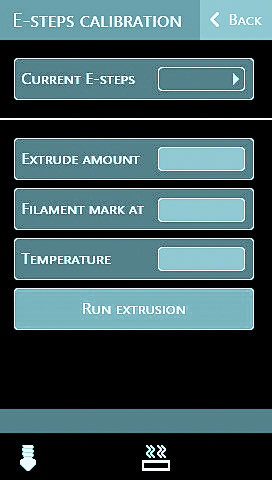 E-STEPS CALIBRATION
BACK
CURRENT E-STEPS
EXTRUDE AMOUNT
FILAMENT MARK AT
TEMPERATURE
RUN EXTRUSION